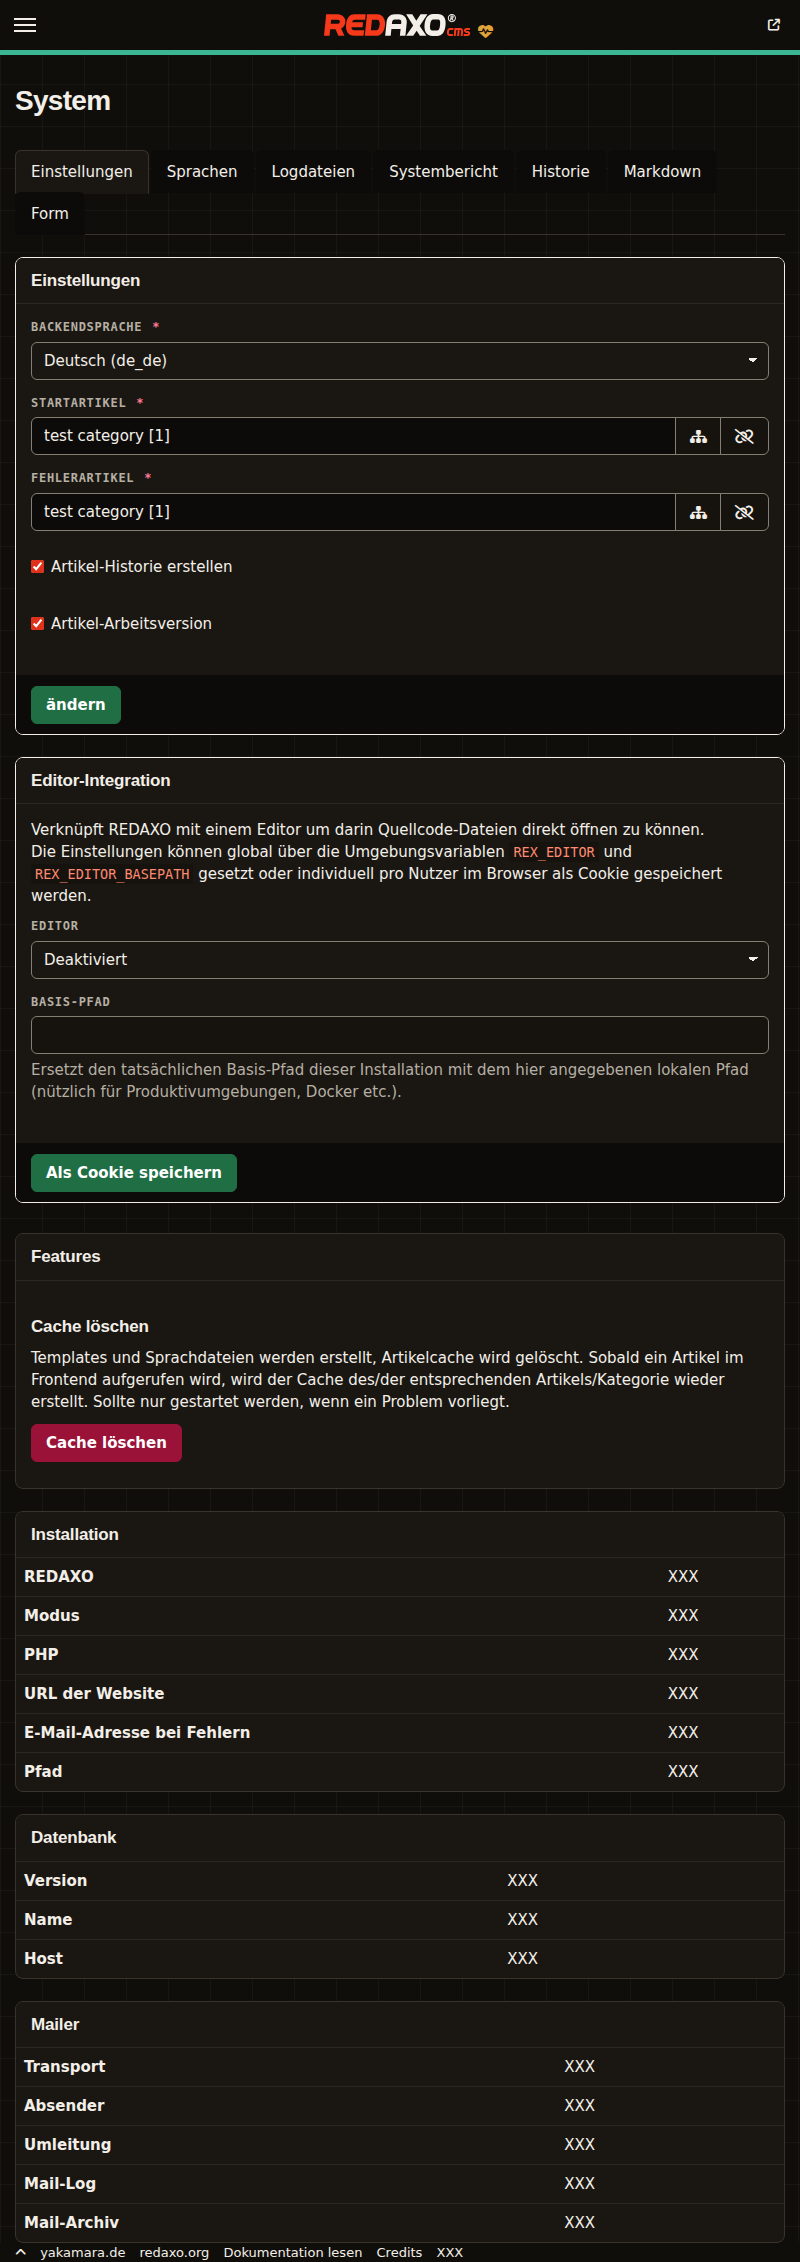 REDAXO® cms
System
Einstellungen Sprachen Logdateien Systembericht Historie Markdown
Form
Einstellungen
BACKENDSPRACHE *
Deutsch (de_de)
STARTARTIKEL *
test category [1]
FEHLERARTIKEL *
test category [1]
Artikel-Historie erstellen
Artikel-Arbeitsversion
ändern
Editor-Integration
Verknüpft REDAXO mit einem Editor um darin Quellcode-Dateien direkt öffnen zu können.
Die Einstellungen können global über die Umgebungsvariablen REX_EDITOR und
REX_EDITOR_BASEPATH gesetzt oder individuell pro Nutzer im Browser als Cookie gespeichert
werden.
EDITOR
Deaktiviert
BASIS-PFAD
Ersetzt den tatsächlichen Basis-Pfad dieser Installation mit dem hier angegebenen lokalen Pfad
(nützlich für Produktivumgebungen, Docker etc.).
Als Cookie speichern
Features
Cache löschen
Templates und Sprachdateien werden erstellt, Artikelcache wird gelöscht. Sobald ein Artikel im
Frontend aufgerufen wird, wird der Cache des/der entsprechenden Artikels/Kategorie wieder
erstellt. Sollte nur gestartet werden, wenn ein Problem vorliegt.
Cache löschen
Installation
REDAXO XXX
Modus XXX
PHP XXX
URL der Website XXX
E-Mail-Adresse bei Fehlern XXX
Pfad XXX
Datenbank
Version XXX
Name XXX
Host XXX
Mailer
Transport XXX
Absender XXX
Umleitung XXX
Mail-Log XXX
Mail-Archiv XXX
yakamara.de redaxo.org Dokumentation lesen Credits XXX